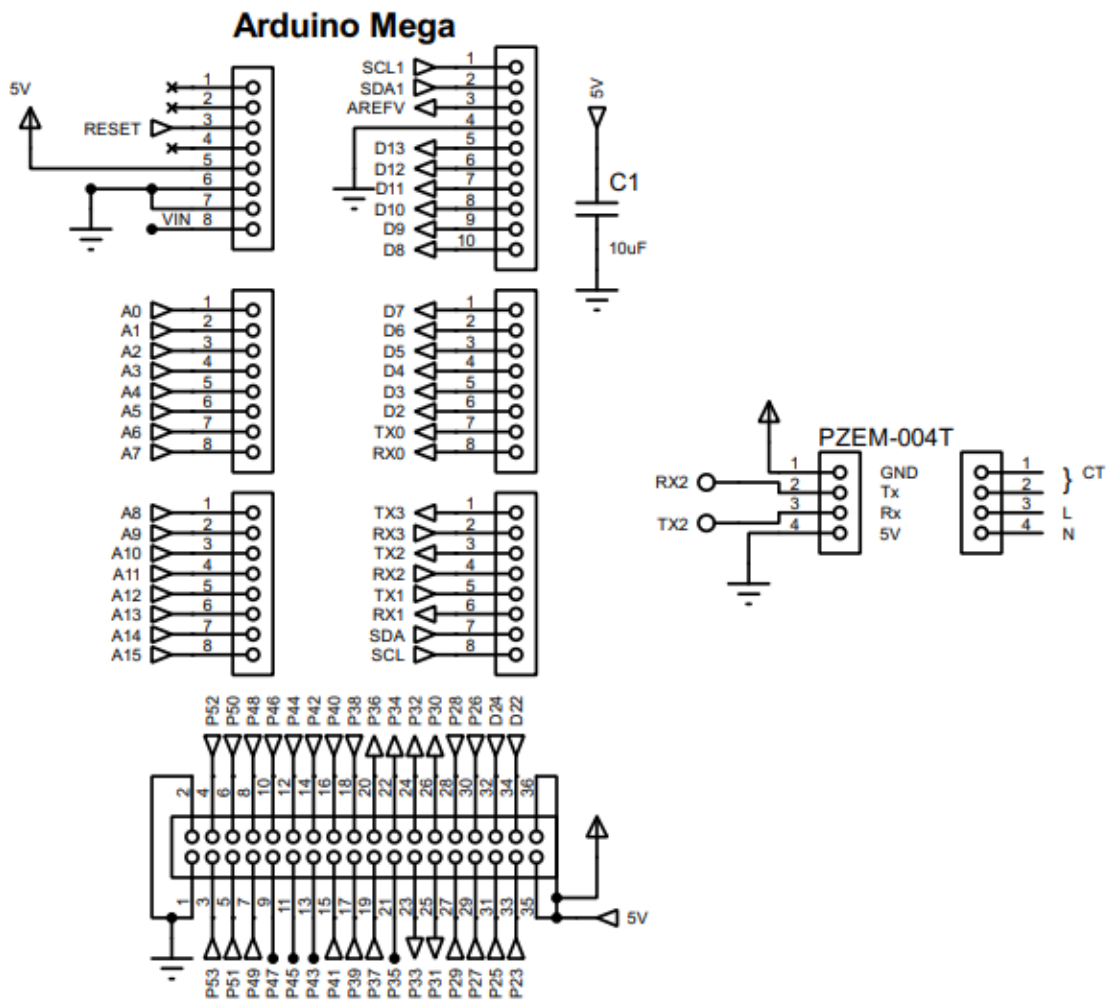 Arduino Mega
5V
1
2
RESET 3
4
5
6
7
VIN 8
SCL1 1
SDA1 2
AREFV 3
4
D13 5
D12 6
D11 7
D10 8
D9 9
D8 10
5V
C1
10uF
A0 1
A1 2
A2 3
A3 4
A4 5
A5 6
A6 7
A7 8
D7 1
D6 2
D5 3
D4 4
D3 5
D2 6
TX0 7
RX0 8
A8 1
A9 2
A10 3
A11 4
A12 5
A13 6
A14 7
A15 8
TX3 1
RX3 2
TX2 3
RX2 4
TX1 5
RX1 6
SDA 7
SCL 8
PZEM-004T
1 GND
RX2 2 Tx
TX2 3 Rx
4 5V
1 } CT
2
3 L
4 N
P52 P50 P48 P46 P44 P42 P40 P38 P36 P34 P32 P30 P28 P26 D24 D22
2 4 6 8 10 12 14 16 18 20 22 24 26 28 30 32 34 36
1 3 5 7 9 11 13 15 17 19 21 23 25 27 29 31 33 35
5V
P53 P51 P49 P47 P45 P43 P41 P39 P37 P35 P33 P31 P29 P27 P25 P23